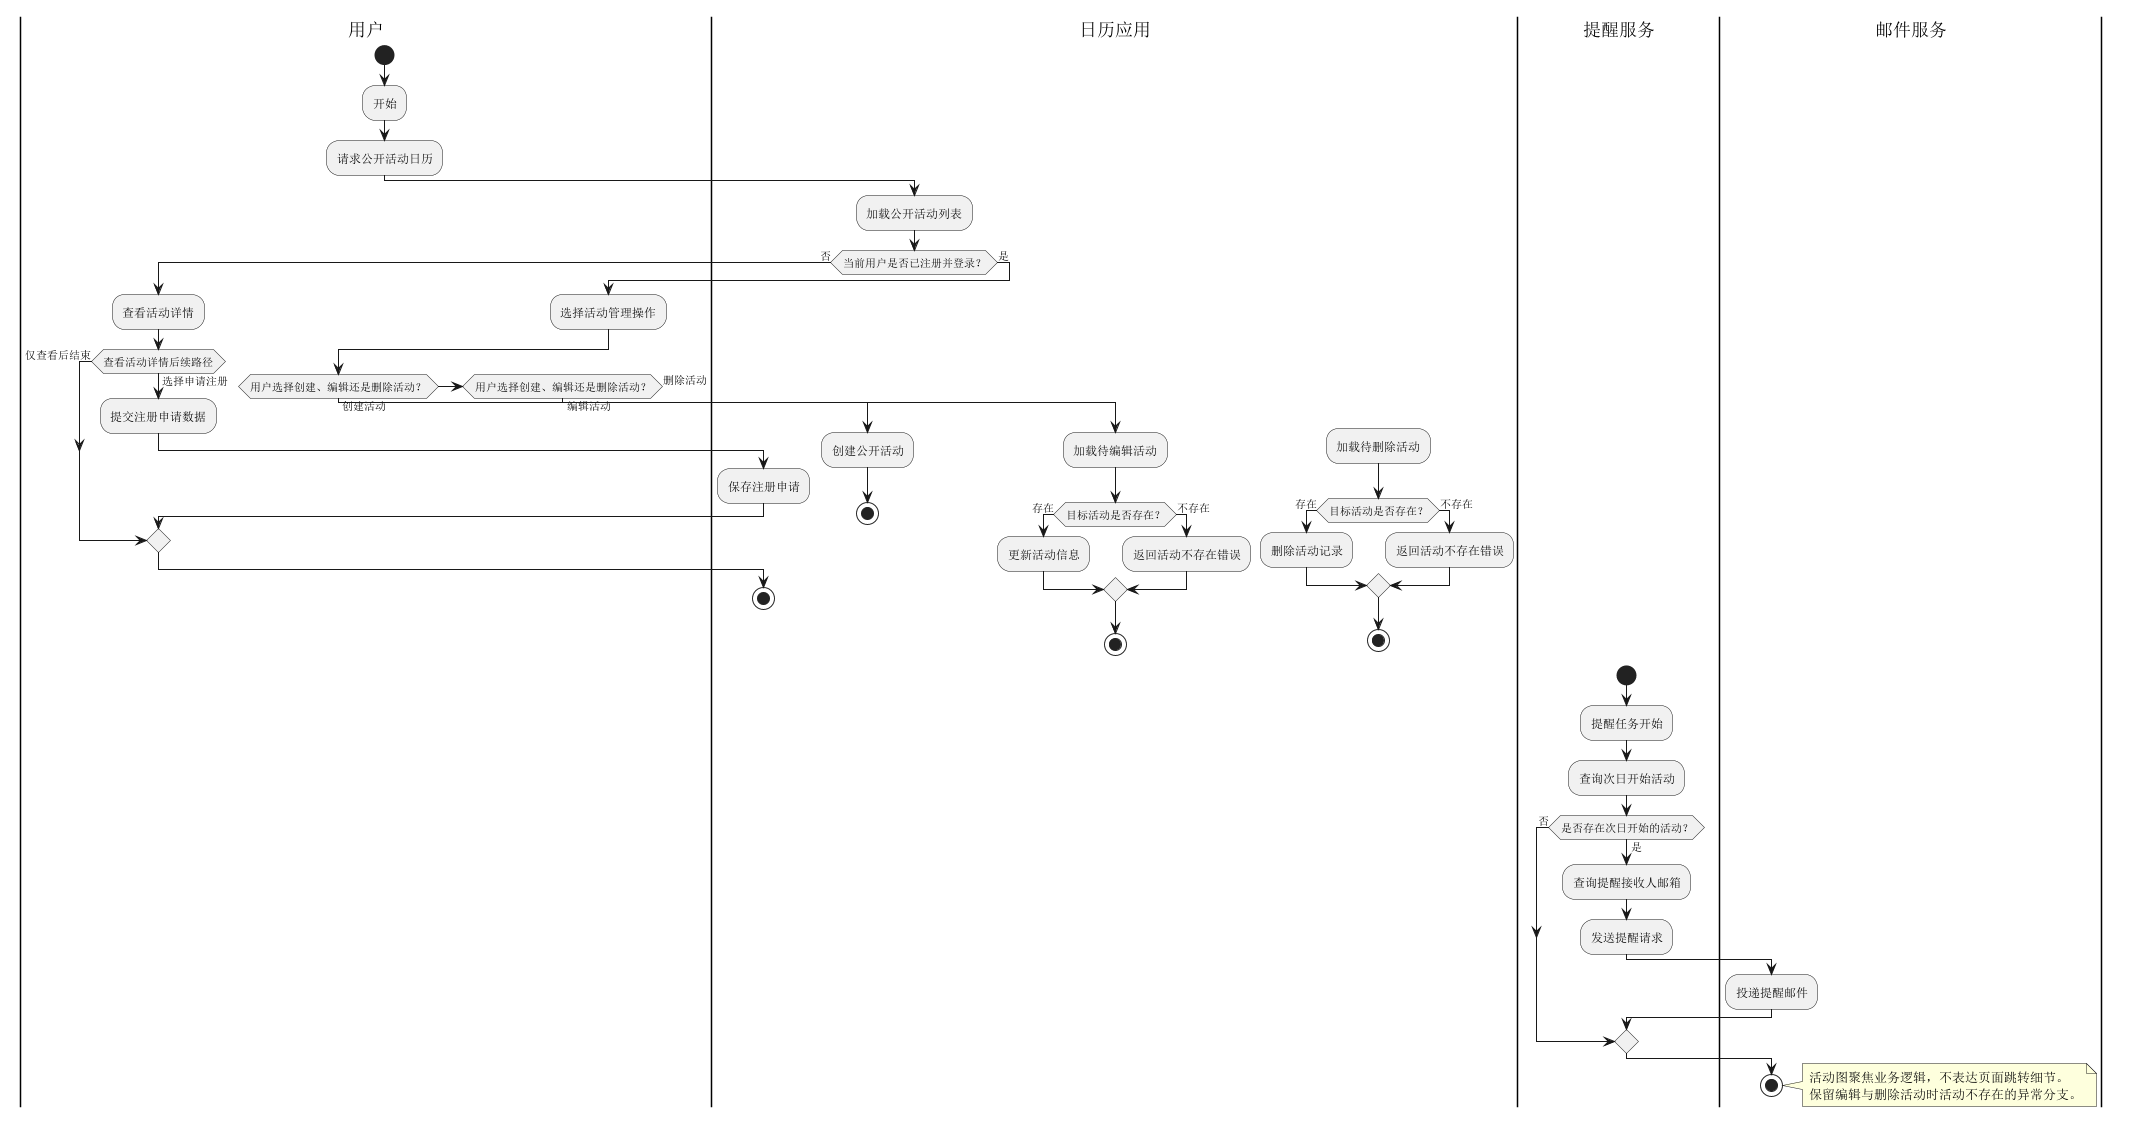 用户
日历应用
提醒服务
邮件服务
开始
请求公开活动日历
加载公开活动列表
否
当前用户是否已注册并登录？
是
查看活动详情
选择活动管理操作
仅查看后结束
查看活动详情后续路径
选择申请注册
用户选择创建、编辑还是删除活动？
创建活动
用户选择创建、编辑还是删除活动？
编辑活动
删除活动
提交注册申请数据
保存注册申请
创建公开活动
加载待编辑活动
存在
目标活动是否存在？
不存在
更新活动信息
返回活动不存在错误
加载待删除活动
存在
目标活动是否存在？
不存在
删除活动记录
返回活动不存在错误
提醒任务开始
查询次日开始活动
否
是否存在次日开始的活动？
是
查询提醒接收人邮箱
发送提醒请求
投递提醒邮件
活动图聚焦业务逻辑，不表达页面跳转细节。
保留编辑与删除活动时活动不存在的异常分支。